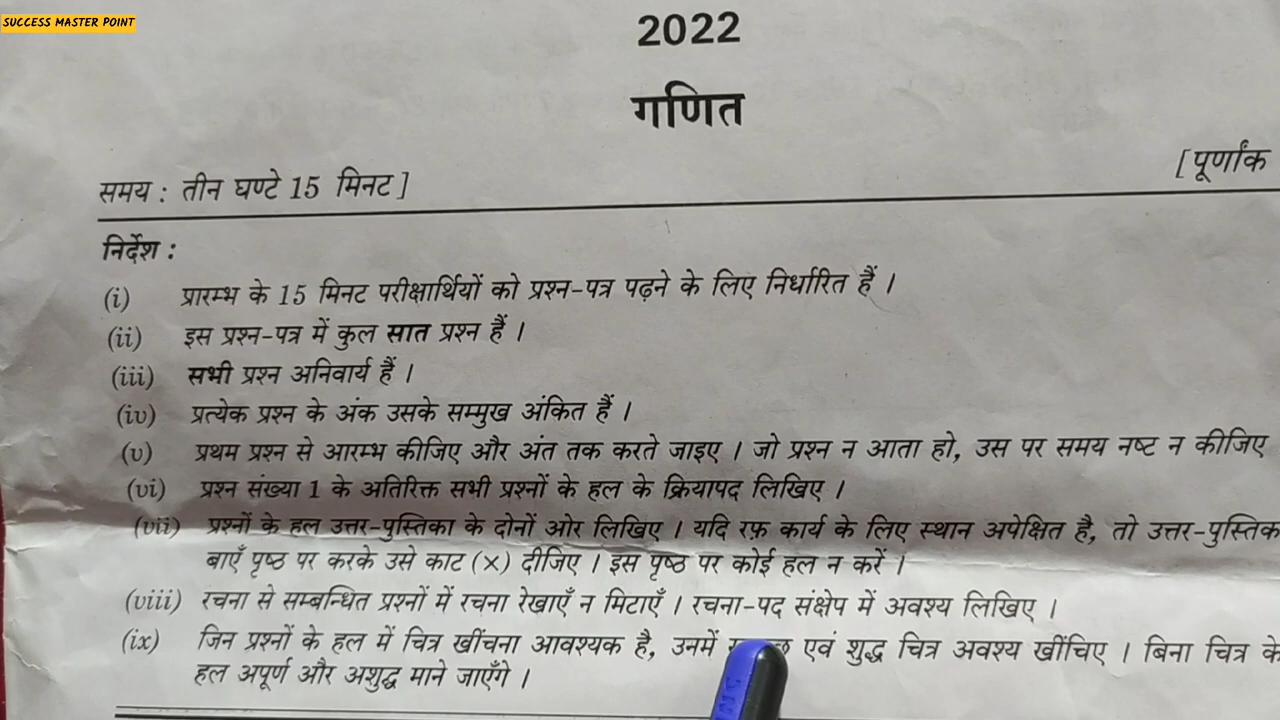 SUCCESS MASTER POINT
2022
गणित
समय : तीन घण्टे 15 मिनट ]
[ पूर्णांक
निर्देश :
(i) प्रारम्भ के 15 मिनट परीक्षार्थियों को प्रश्न-पत्र पढ़ने के लिए निर्धारित हैं ।
(ii) इस प्रश्न-पत्र में कुल सात प्रश्न हैं ।
(iii) सभी प्रश्न अनिवार्य हैं ।
(iv) प्रत्येक प्रश्न के अंक उसके सम्मुख अंकित हैं ।
(v) प्रथम प्रश्न से आरम्भ कीजिए और अंत तक करते जाइए । जो प्रश्न न आता हो, उस पर समय नष्ट न कीजिए
(vi) प्रश्न संख्या 1 के अतिरिक्त सभी प्रश्नों के हल के क्रियापद लिखिए ।
(vii) प्रश्नों के हल उत्तर-पुस्तिका के दोनों ओर लिखिए । यदि रफ़ कार्य के लिए स्थान अपेक्षित है, तो उत्तर-पुस्तिक
बाएँ पृष्ठ पर करके उसे काट (×) दीजिए । इस पृष्ठ पर कोई हल न करें ।
(viii) रचना से सम्बन्धित प्रश्नों में रचना रेखाएँ न मिटाएँ । रचना-पद संक्षेप में अवश्य लिखिए ।
(ix) जिन प्रश्नों के हल में चित्र खींचना आवश्यक है, उनमें एवं शुद्ध चित्र अवश्य खींचिए । बिना चित्र के
हल अपूर्ण और अशुद्ध माने जाएँगे ।